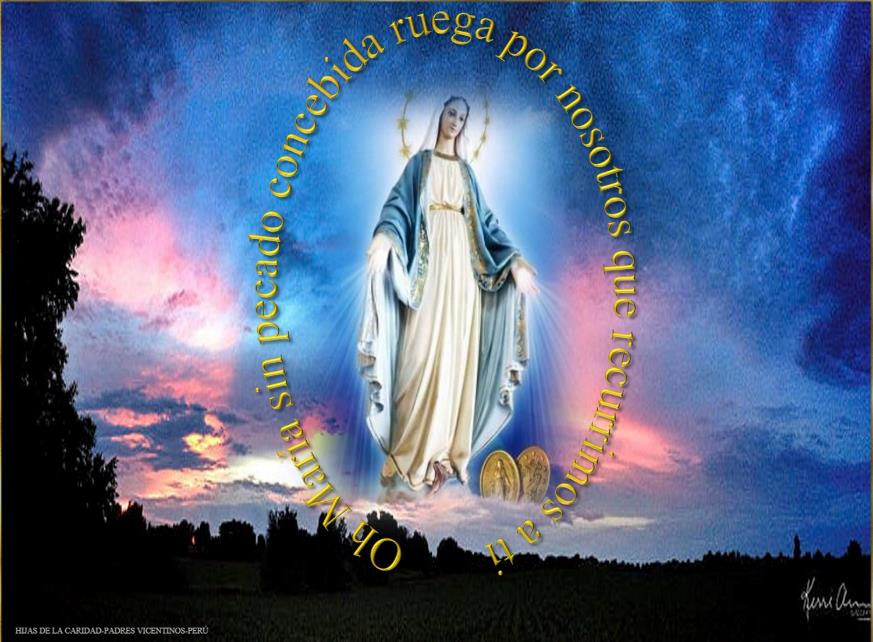 Oh María sin pecado concebida ruega por nosotros que recurrimos a ti
HIJAS DE LA CARIDAD-PADRES VICENTINOS-PERÚ